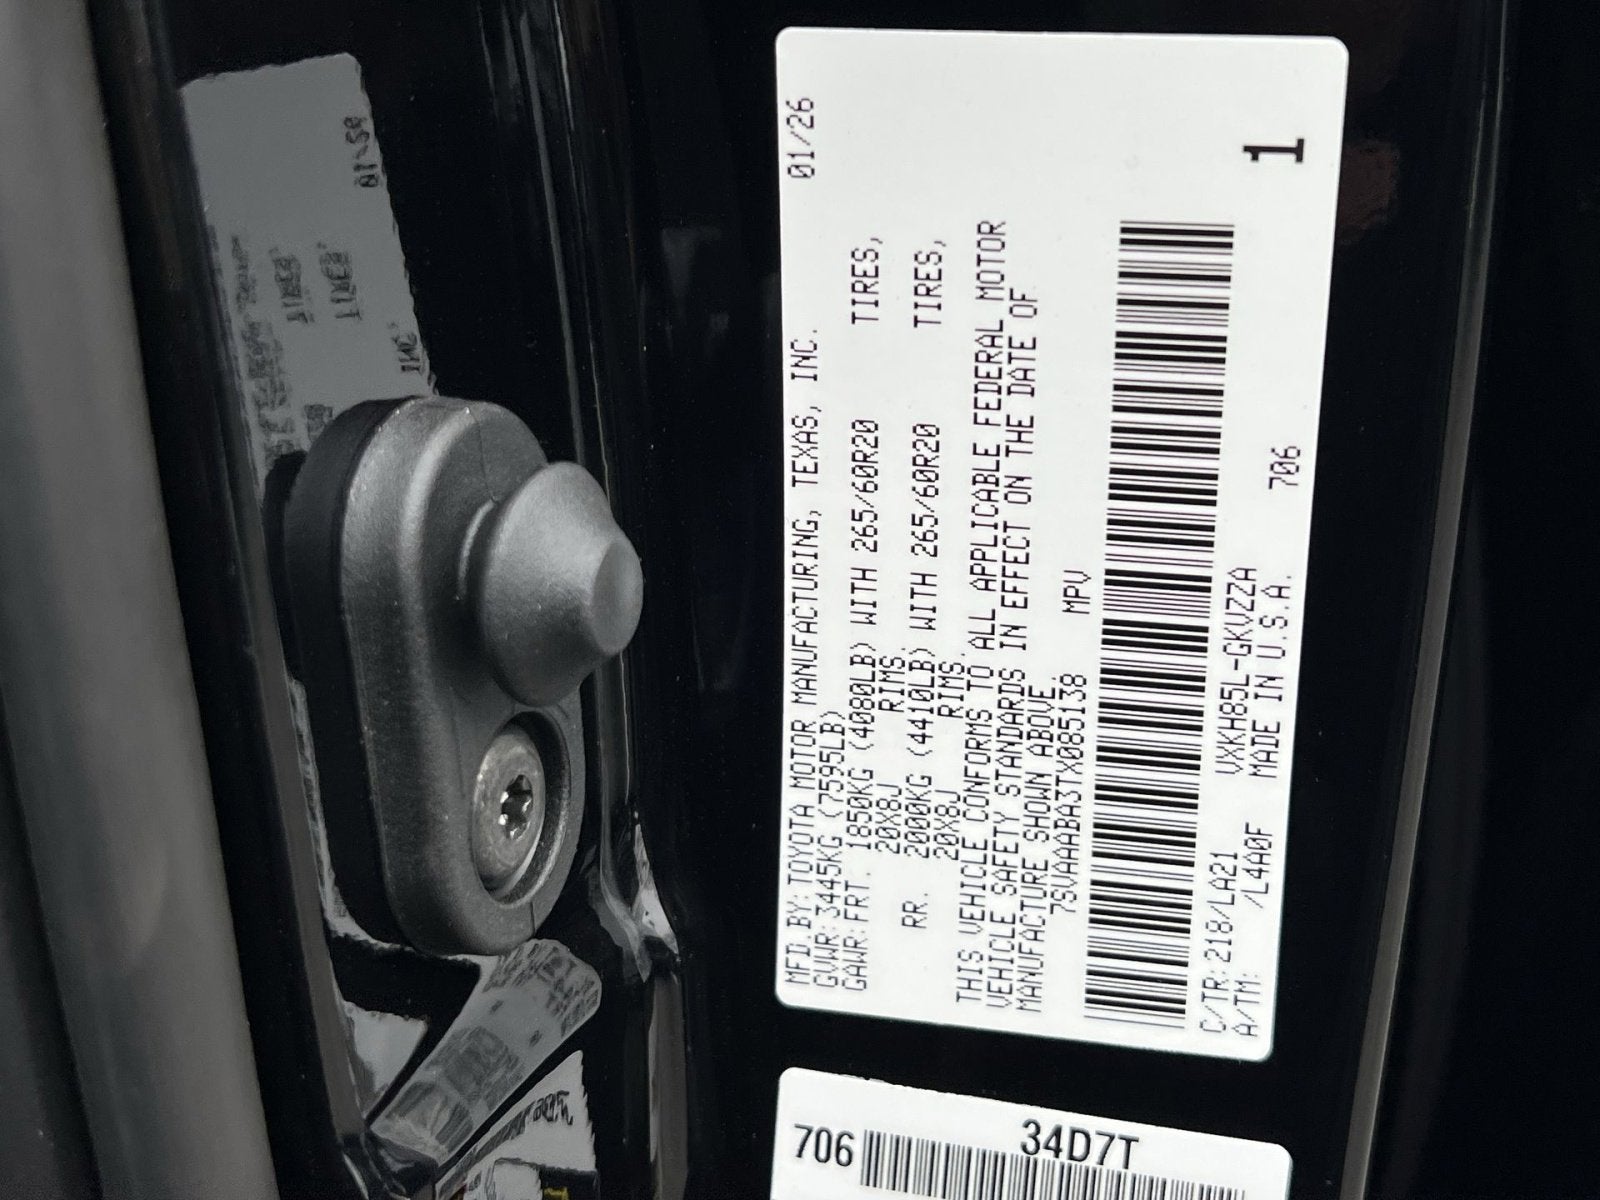 MFD.BY:TOYOTA MOTOR MANUFACTURING, TEXAS, INC. 01/26
GVWR:3445KG (7595LB)
GAWR:FRT. 1850KG (4080LB) WITH 265/60R20 TIRES,
20X8J RIMS,
RR. 2000KG (4410LB) WITH 265/60R20 TIRES,
20X8J RIMS.
THIS VEHICLE CONFORMS TO ALL APPLICABLE FEDERAL MOTOR
VEHICLE SAFETY STANDARDS IN EFFECT ON THE DATE OF
MANUFACTURE SHOWN ABOVE.
7SVAAABA3TX085138 MPV
C/TR:218/LA21 VXKH85L-GKVZZA 706 1
A/TM: /L4A0F MADE IN U.S.A.
706 34D7T